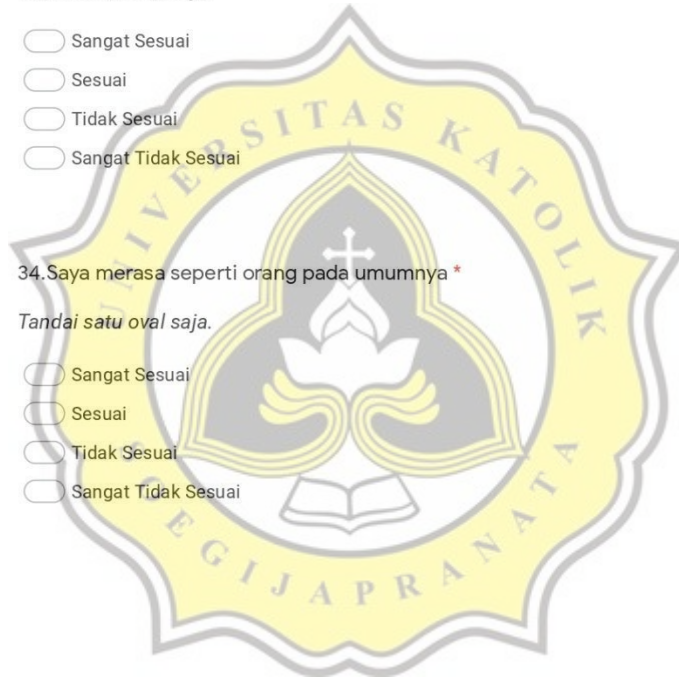 Sangat Sesuai
Sesuai
Tidak Sesuai
Sangat Tidak Sesuai
34.Saya merasa seperti orang pada umumnya *
Tandai satu oval saja.
Sangat Sesuai
Sesuai
Tidak Sesuai
Sangat Tidak Sesuai
UNIVERSITAS KATOLIK
SOEGIJAPRANATA